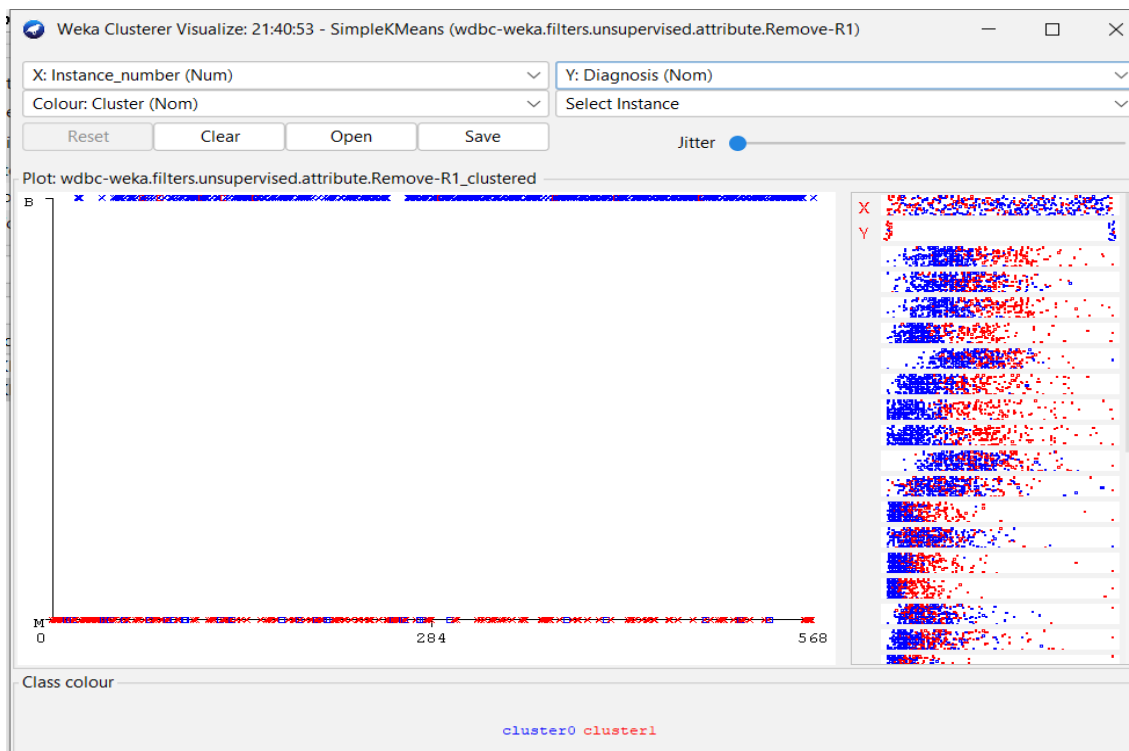 Weka Clusterer Visualize: 21:40:53 - SimpleKMeans (wdbc-weka.filters.unsupervised.attribute.Remove-R1)
X: Instance_number (Num) Y: Diagnosis (Nom)
Colour: Cluster (Nom) Select Instance
Reset Clear Open Save Jitter
Plot: wdbc-weka.filters.unsupervised.attribute.Remove-R1_clustered
B
X
Y
M
0 284 568
Class colour
cluster0 cluster1